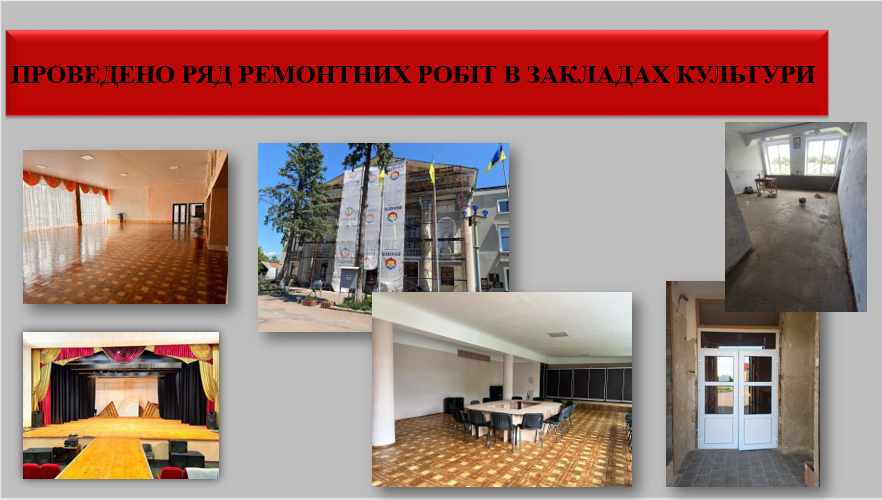 ПРОВЕДЕНО РЯД РЕМОНТНИХ РОБІТ В ЗАКЛАДАХ КУЛЬТУРИ